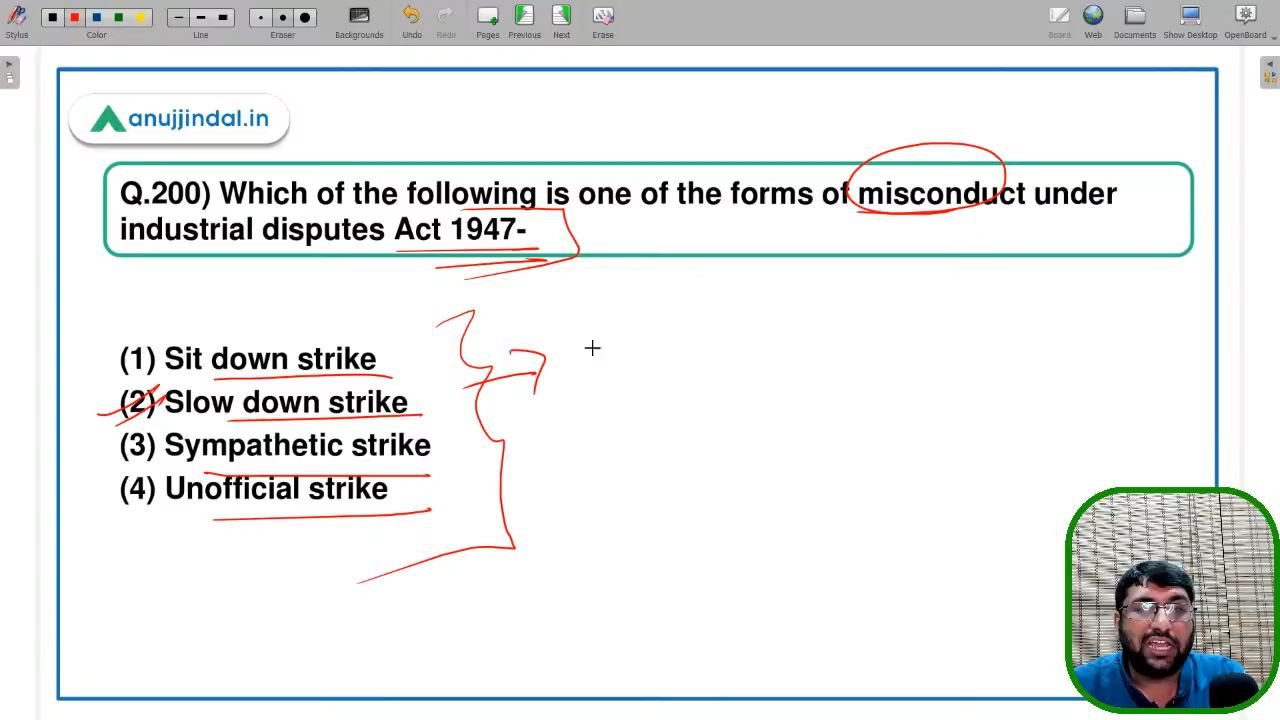 Stylus
Color
Line
Eraser
Backgrounds
Undo
Redo
Pages
Previous
Next
Erase
Board
Web
Documents
Show Desktop
OpenBoard
anujjindal.in
Q.200) Which of the following is one of the forms of misconduct under
industrial disputes Act 1947-
(1) Sit down strike
(2) Slow down strike
(3) Sympathetic strike
(4) Unofficial strike